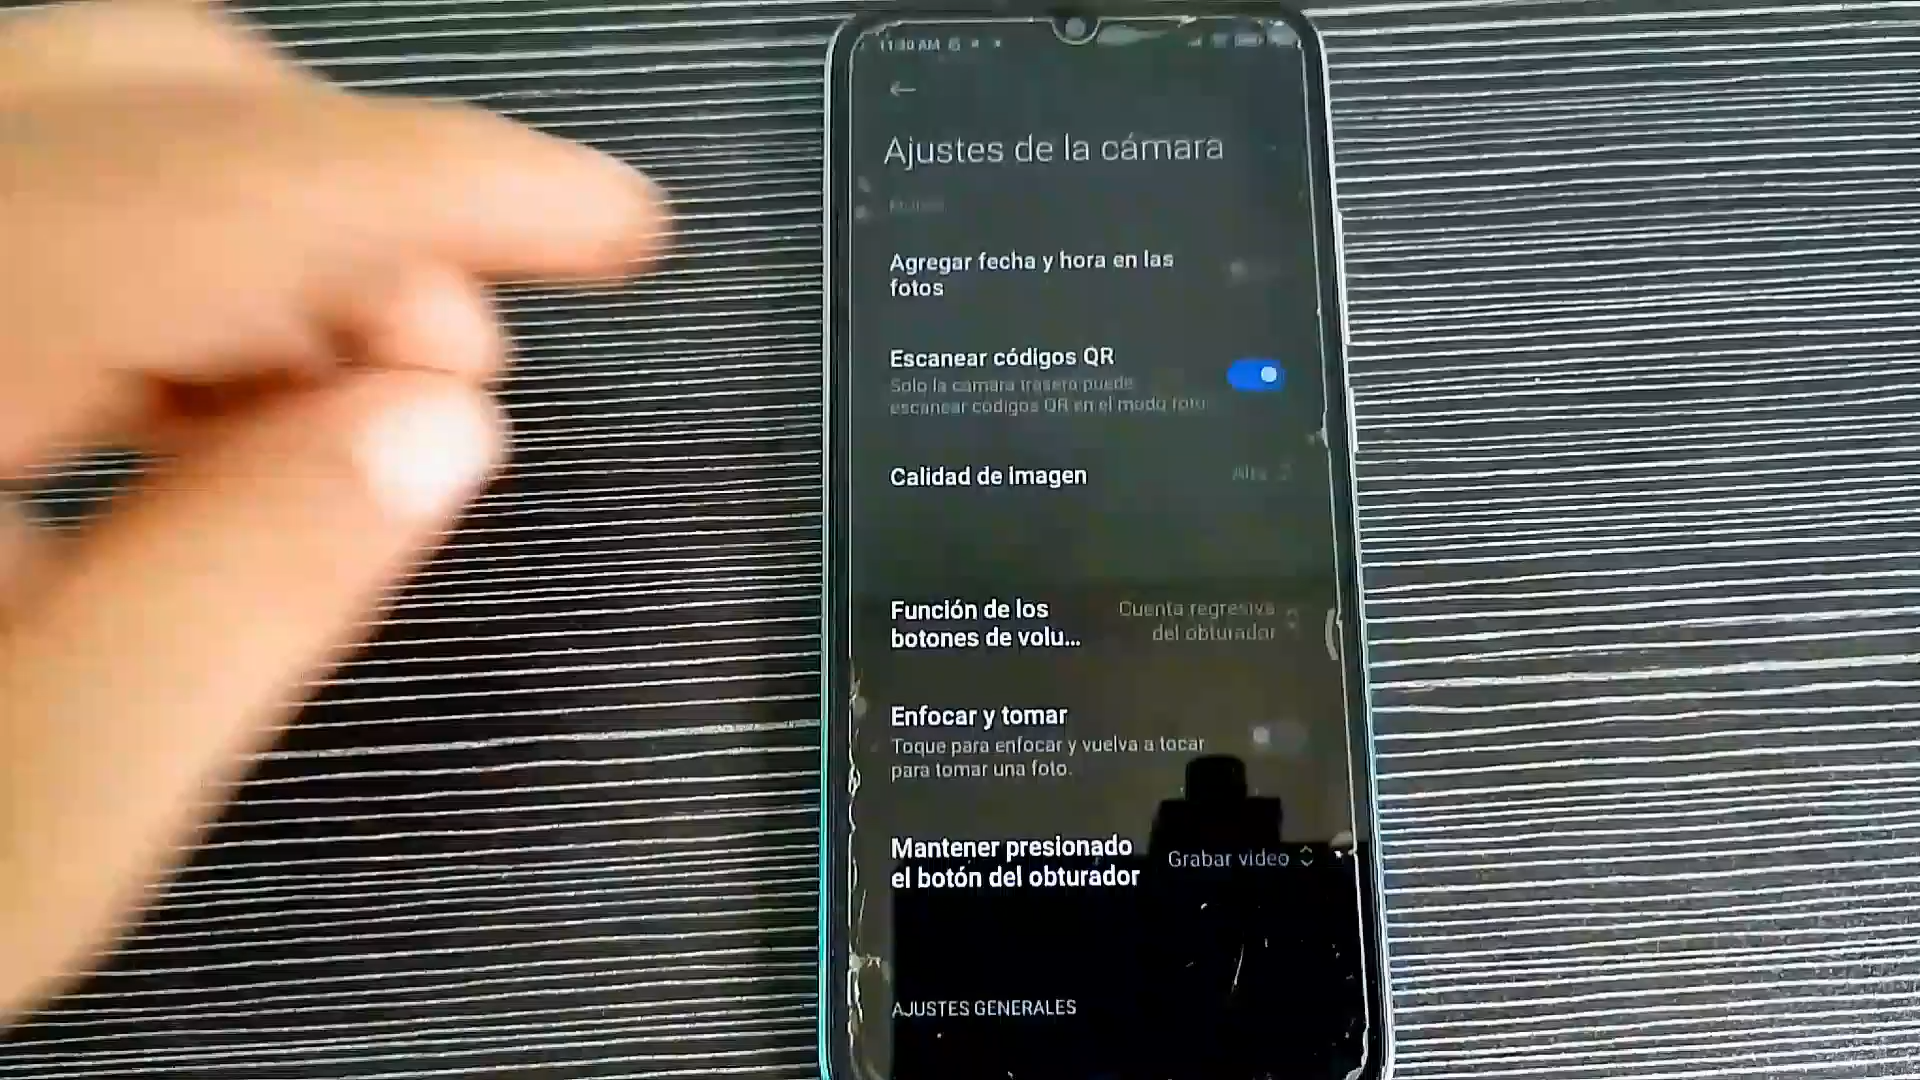 11:30 AM
Ajustes de la cámara
Agregar fecha y hora en las
fotos
Escanear códigos QR
Solo la cámara trasera puede
escanear códigos QR en el modo foto
Calidad de imagen
Alta
Función de los
botones de volu...
Cuenta regresiva
del obturador
Enfocar y tomar
Toque para enfocar y vuelva a tocar
para tomar una foto.
Mantener presionado
el botón del obturador
Grabar video
AJUSTES GENERALES